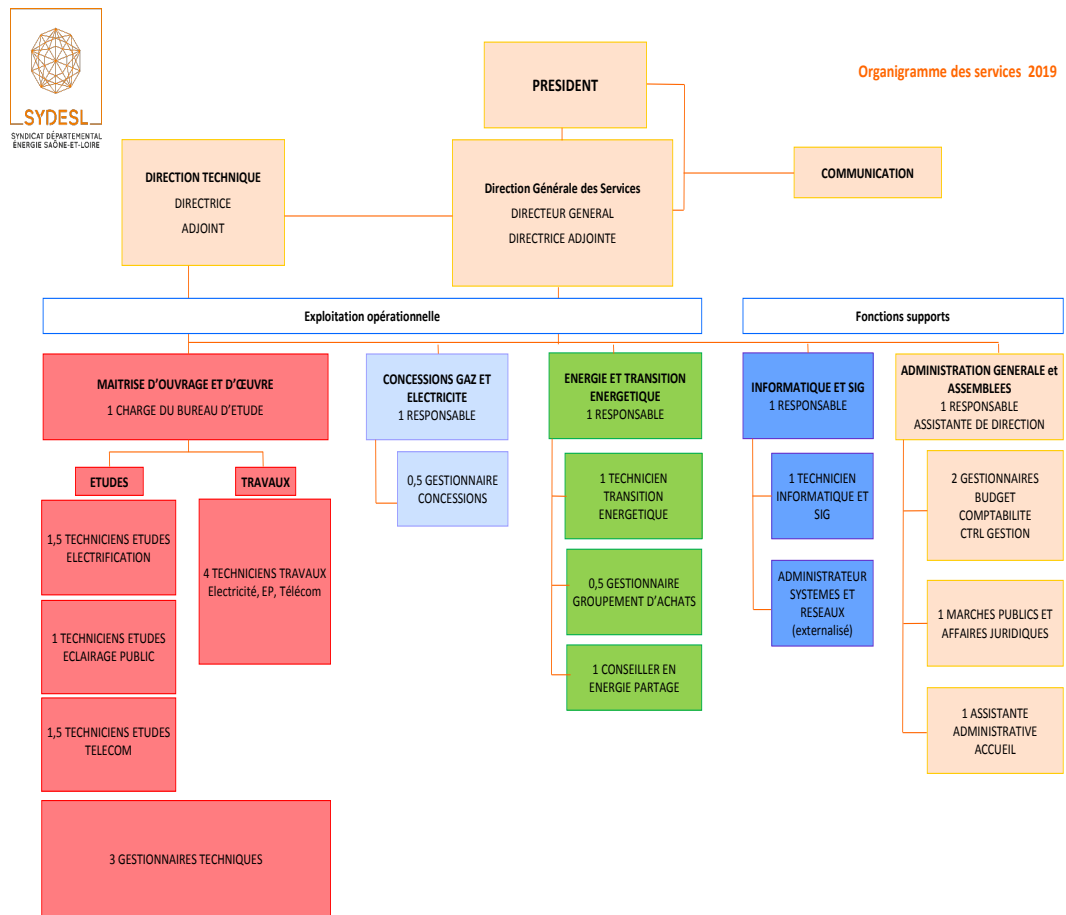 SYDESL
SYNDICAT DÉPARTEMENTAL
ÉNERGIE SAÔNE-ET-LOIRE
Organigramme des services 2019
PRESIDENT
DIRECTION TECHNIQUE
DIRECTRICE
ADJOINT
Direction Générale des Services
DIRECTEUR GENERAL
DIRECTRICE ADJOINTE
COMMUNICATION
Exploitation opérationnelle
Fonctions supports
MAITRISE D'OUVRAGE ET D'ŒUVRE
1 CHARGE DU BUREAU D'ETUDE
CONCESSIONS GAZ ET
ELECTRICITE
1 RESPONSABLE
ENERGIE ET TRANSITION
ENERGETIQUE
1 RESPONSABLE
INFORMATIQUE ET SIG
1 RESPONSABLE
ADMINISTRATION GENERALE et
ASSEMBLEES
1 RESPONSABLE
ASSISTANTE DE DIRECTION
ETUDES
TRAVAUX
1,5 TECHNICIENS ETUDES
ELECTRIFICATION
1 TECHNICIENS ETUDES
ECLAIRAGE PUBLIC
1,5 TECHNICIENS ETUDES
TELECOM
4 TECHNICIENS TRAVAUX
Electricité, EP, Télécom
3 GESTIONNAIRES TECHNIQUES
0,5 GESTIONNAIRE
CONCESSIONS
1 TECHNICIEN
TRANSITION
ENERGETIQUE
0,5 GESTIONNAIRE
GROUPEMENT D'ACHATS
1 CONSEILLER EN
ENERGIE PARTAGE
1 TECHNICIEN
INFORMATIQUE ET
SIG
ADMINISTRATEUR
SYSTEMES ET
RESEAUX
(externalisé)
2 GESTIONNAIRES
BUDGET
COMPTABILITE
CTRL GESTION
1 MARCHES PUBLICS ET
AFFAIRES JURIDIQUES
1 ASSISTANTE
ADMINISTRATIVE
ACCUEIL